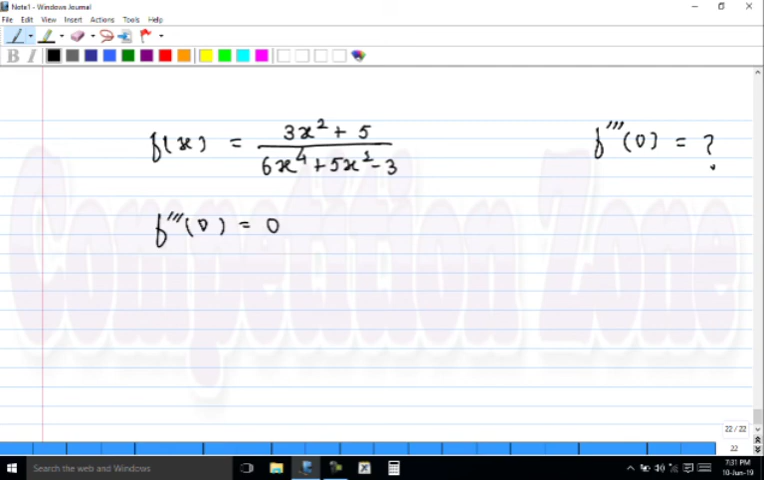 Note1 - Windows Journal
File Edit View Insert Actions Tools Help
B I
f(x) = 3x² + 5 / 6x⁴ + 5x² - 3 f'''(0) = ?
f'''(0) = 0
Competition Zone
22 / 22
22
Search the web and Windows
7:31 PM
10-Jun-19